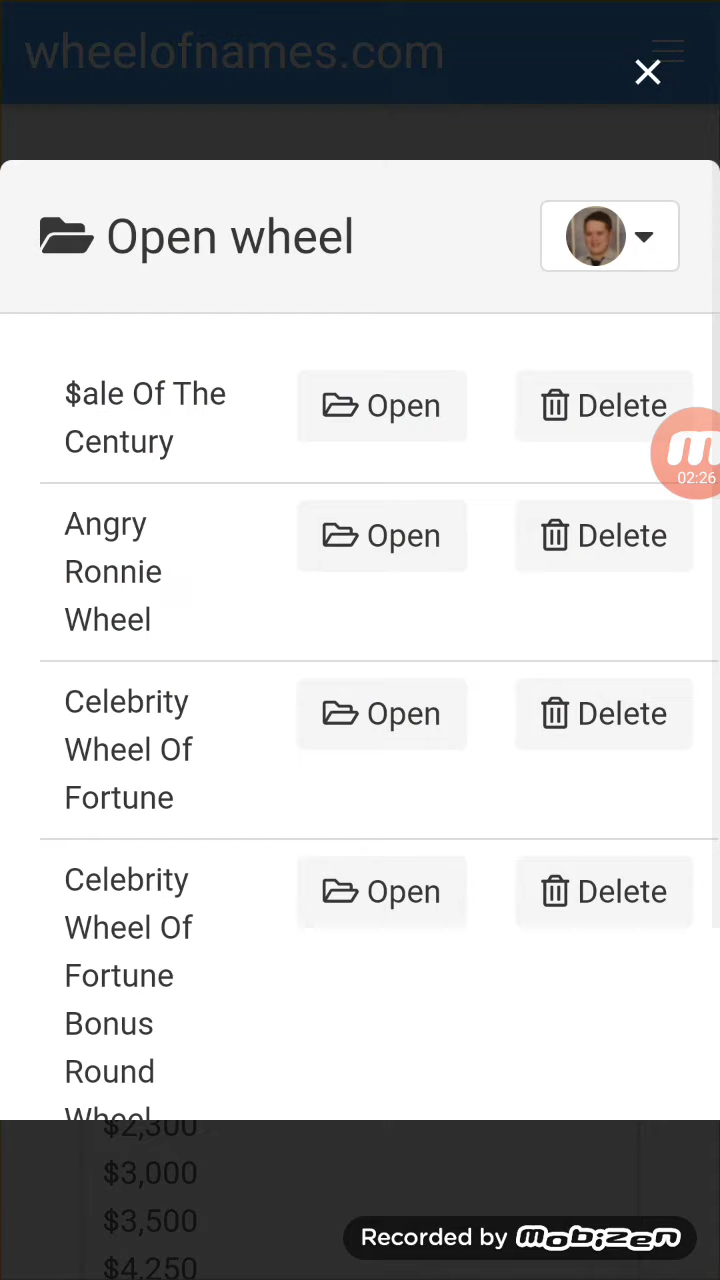 wheelofnames.com
Open wheel
$ale Of The
Century
Open
Delete
02:26
Angry
Ronnie
Wheel
Open
Delete
Celebrity
Wheel Of
Fortune
Open
Delete
Celebrity
Wheel Of
Fortune
Bonus
Round
Wheel
Open
Delete
$2,300
$3,000
$3,500
$4,250
Recorded by mobizen